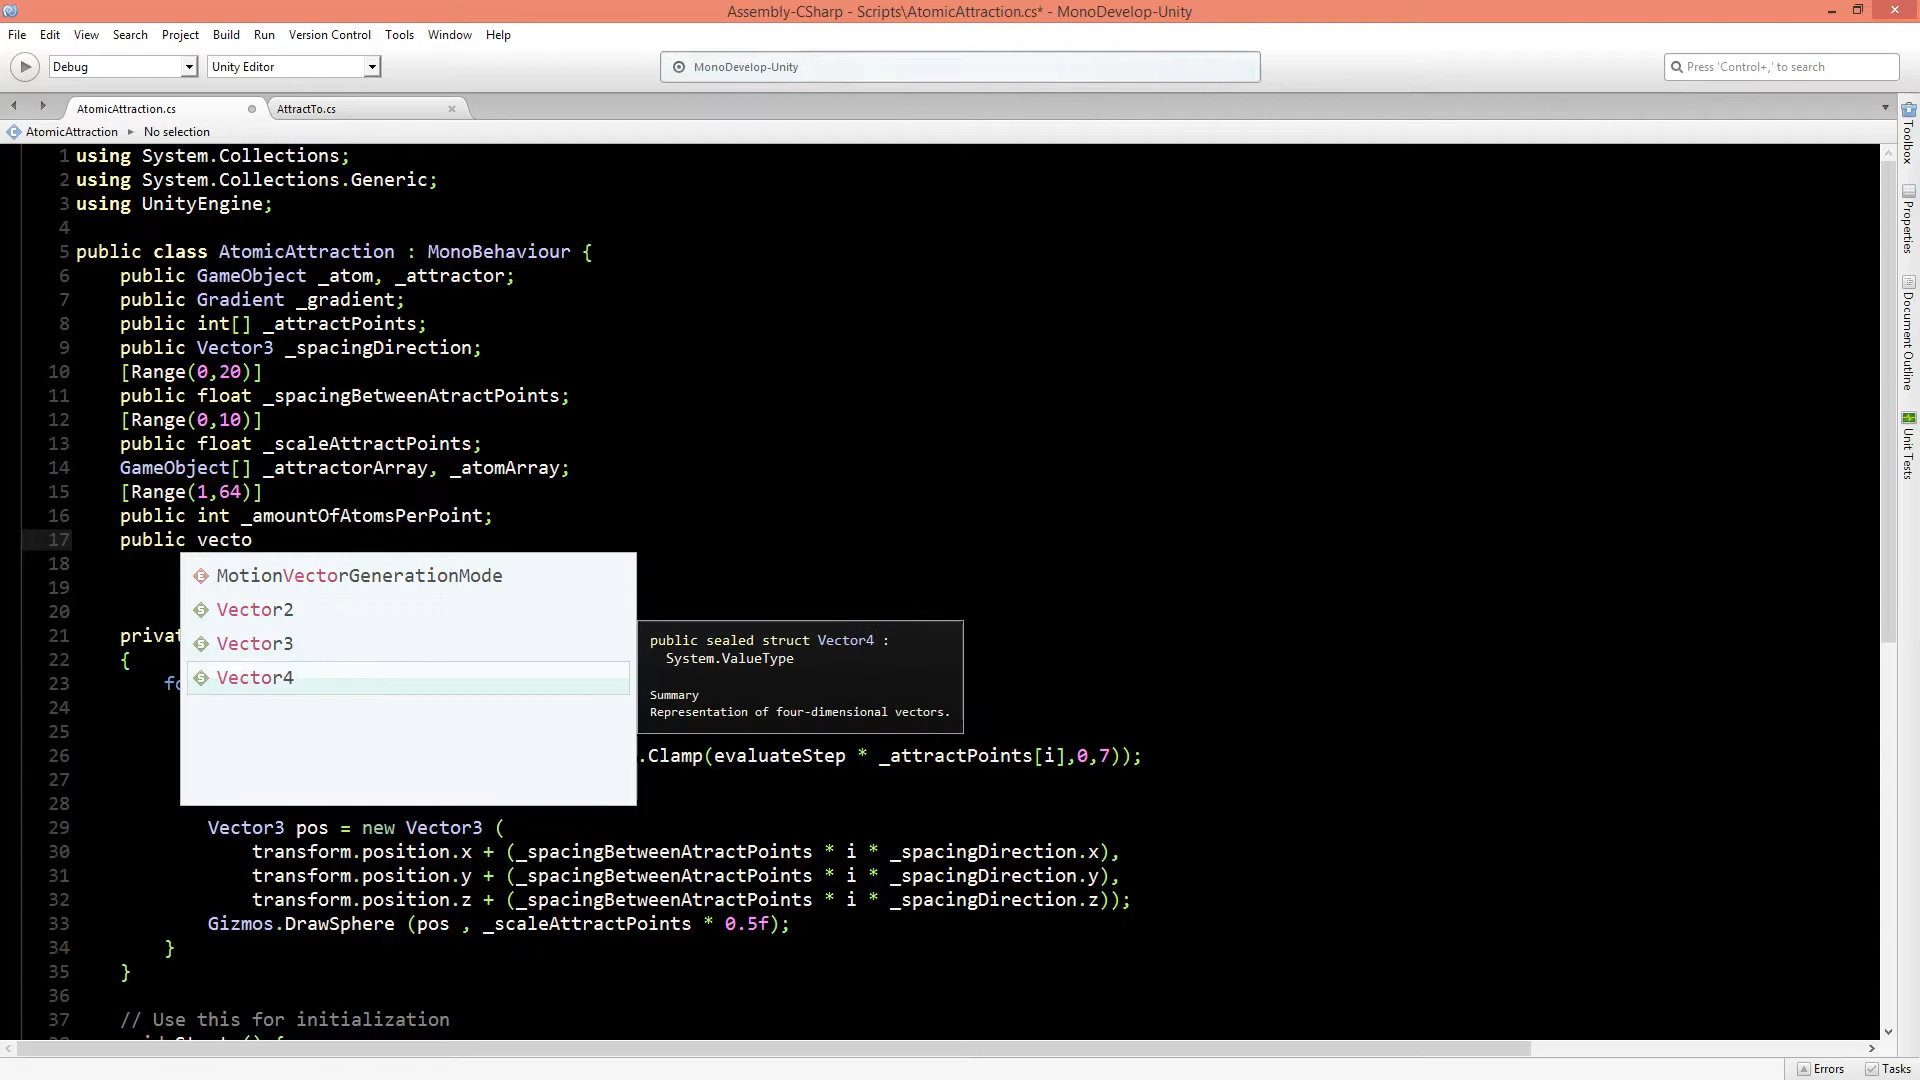 Assembly-CSharp - Scripts\AtomicAttraction.cs* - MonoDevelop-Unity
File Edit View Search Project Build Run Version Control Tools Window Help
Debug Unity Editor MonoDevelop-Unity Press 'Control+,' to search
AtomicAttraction.cs AttractTo.cs
AtomicAttraction No selection
1 using System.Collections;
2 using System.Collections.Generic;
3 using UnityEngine;
4
5 public class AtomicAttraction : MonoBehaviour {
6 public GameObject _atom, _attractor;
7 public Gradient _gradient;
8 public int[] _attractPoints;
9 public Vector3 _spacingDirection;
10 [Range(0,20)]
11 public float _spacingBetweenAtractPoints;
12 [Range(0,10)]
13 public float _scaleAttractPoints;
14 GameObject[] _attractorArray, _atomArray;
15 [Range(1,64)]
16 public int _amountOfAtomsPerPoint;
17 public vecto
18
19
20
21 privat
22 {
23 fo
24
25
26 .Clamp(evaluateStep * _attractPoints[i],0,7));
27
28
29 Vector3 pos = new Vector3 (
30 transform.position.x + (_spacingBetweenAtractPoints * i * _spacingDirection.x),
31 transform.position.y + (_spacingBetweenAtractPoints * i * _spacingDirection.y),
32 transform.position.z + (_spacingBetweenAtractPoints * i * _spacingDirection.z));
33 Gizmos.DrawSphere (pos , _scaleAttractPoints * 0.5f);
34 }
35 }
36
37 // Use this for initialization
MotionVectorGenerationMode
Vector2
Vector3
Vector4
public sealed struct Vector4 :
System.ValueType
Summary
Representation of four-dimensional vectors.
Toolbox
Properties
Document Outline
Unit Tests
Errors Tasks